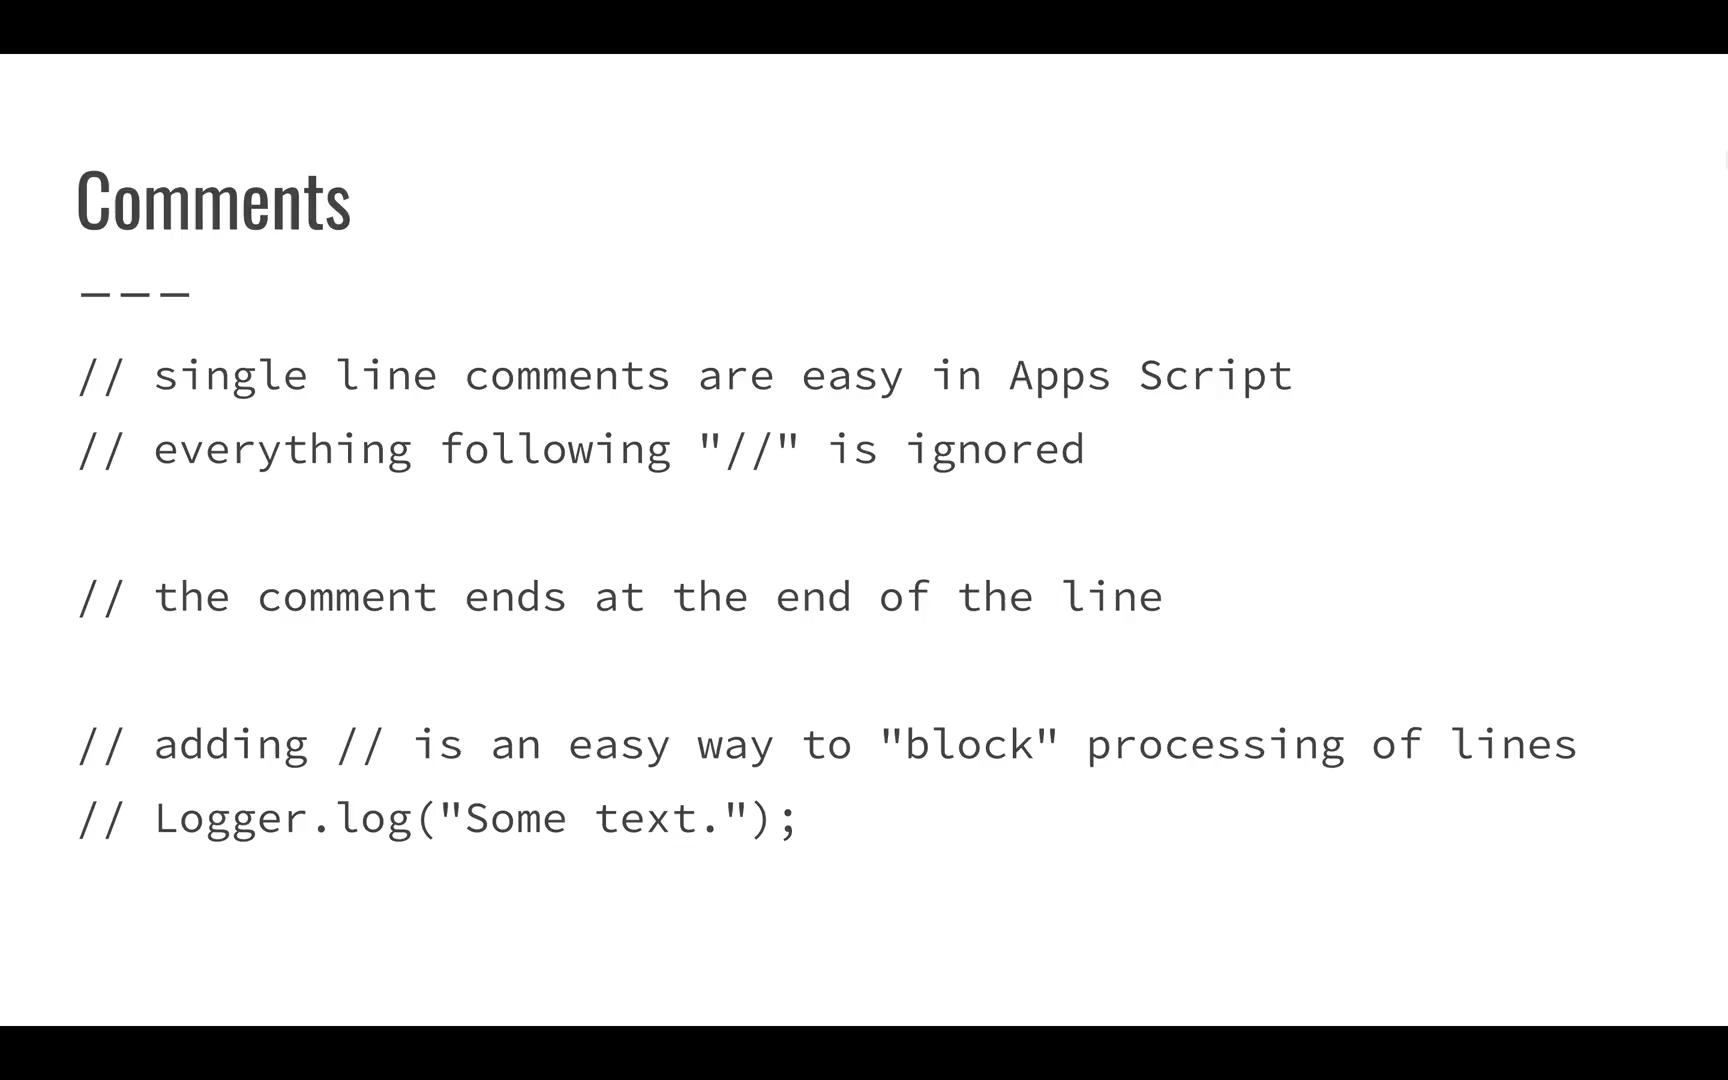 Comments
———
// single line comments are easy in Apps Script
// everything following "//" is ignored
// the comment ends at the end of the line
// adding // is an easy way to "block" processing of lines
// Logger.log("Some text.");